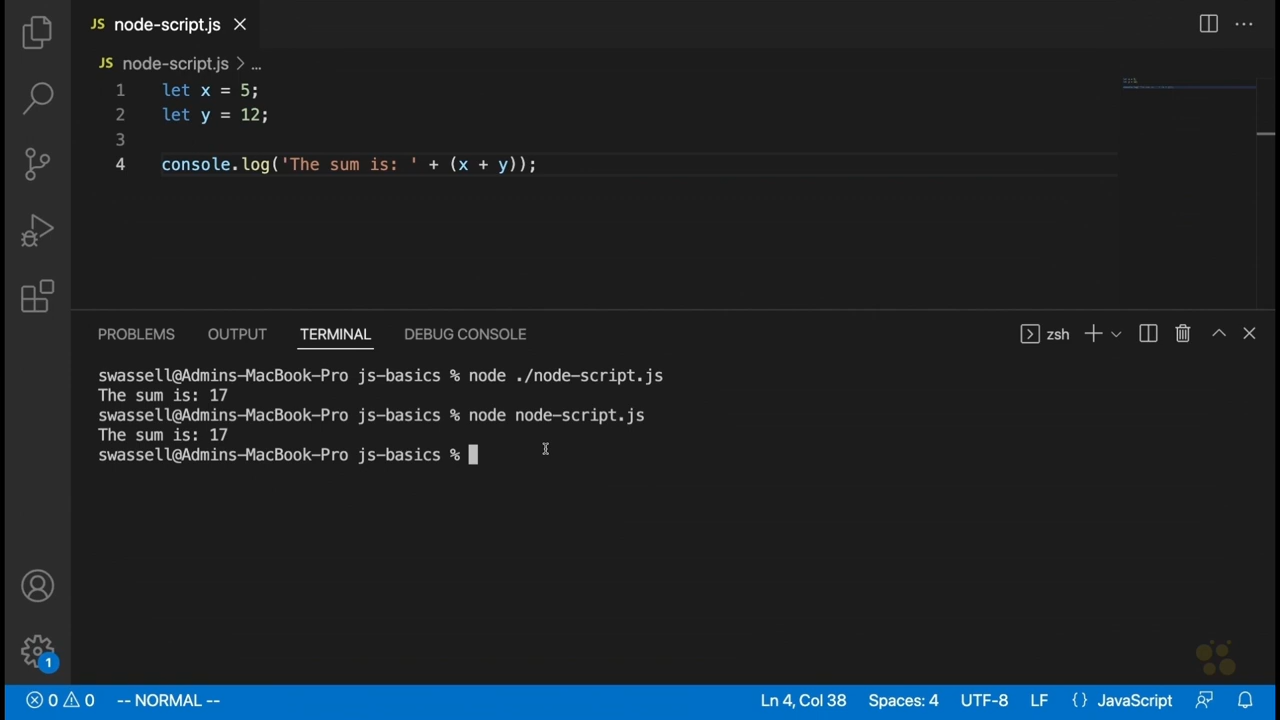 JS node-script.js
JS node-script.js > ...
1 let x = 5;
2 let y = 12;
3
4 console.log('The sum is: ' + (x + y));
PROBLEMS OUTPUT TERMINAL DEBUG CONSOLE zsh
swassell@Admins-MacBook-Pro js-basics % node ./node-script.js
The sum is: 17
swassell@Admins-MacBook-Pro js-basics % node node-script.js
The sum is: 17
swassell@Admins-MacBook-Pro js-basics %
1
0 0 -- NORMAL -- Ln 4, Col 38 Spaces: 4 UTF-8 LF {} JavaScript